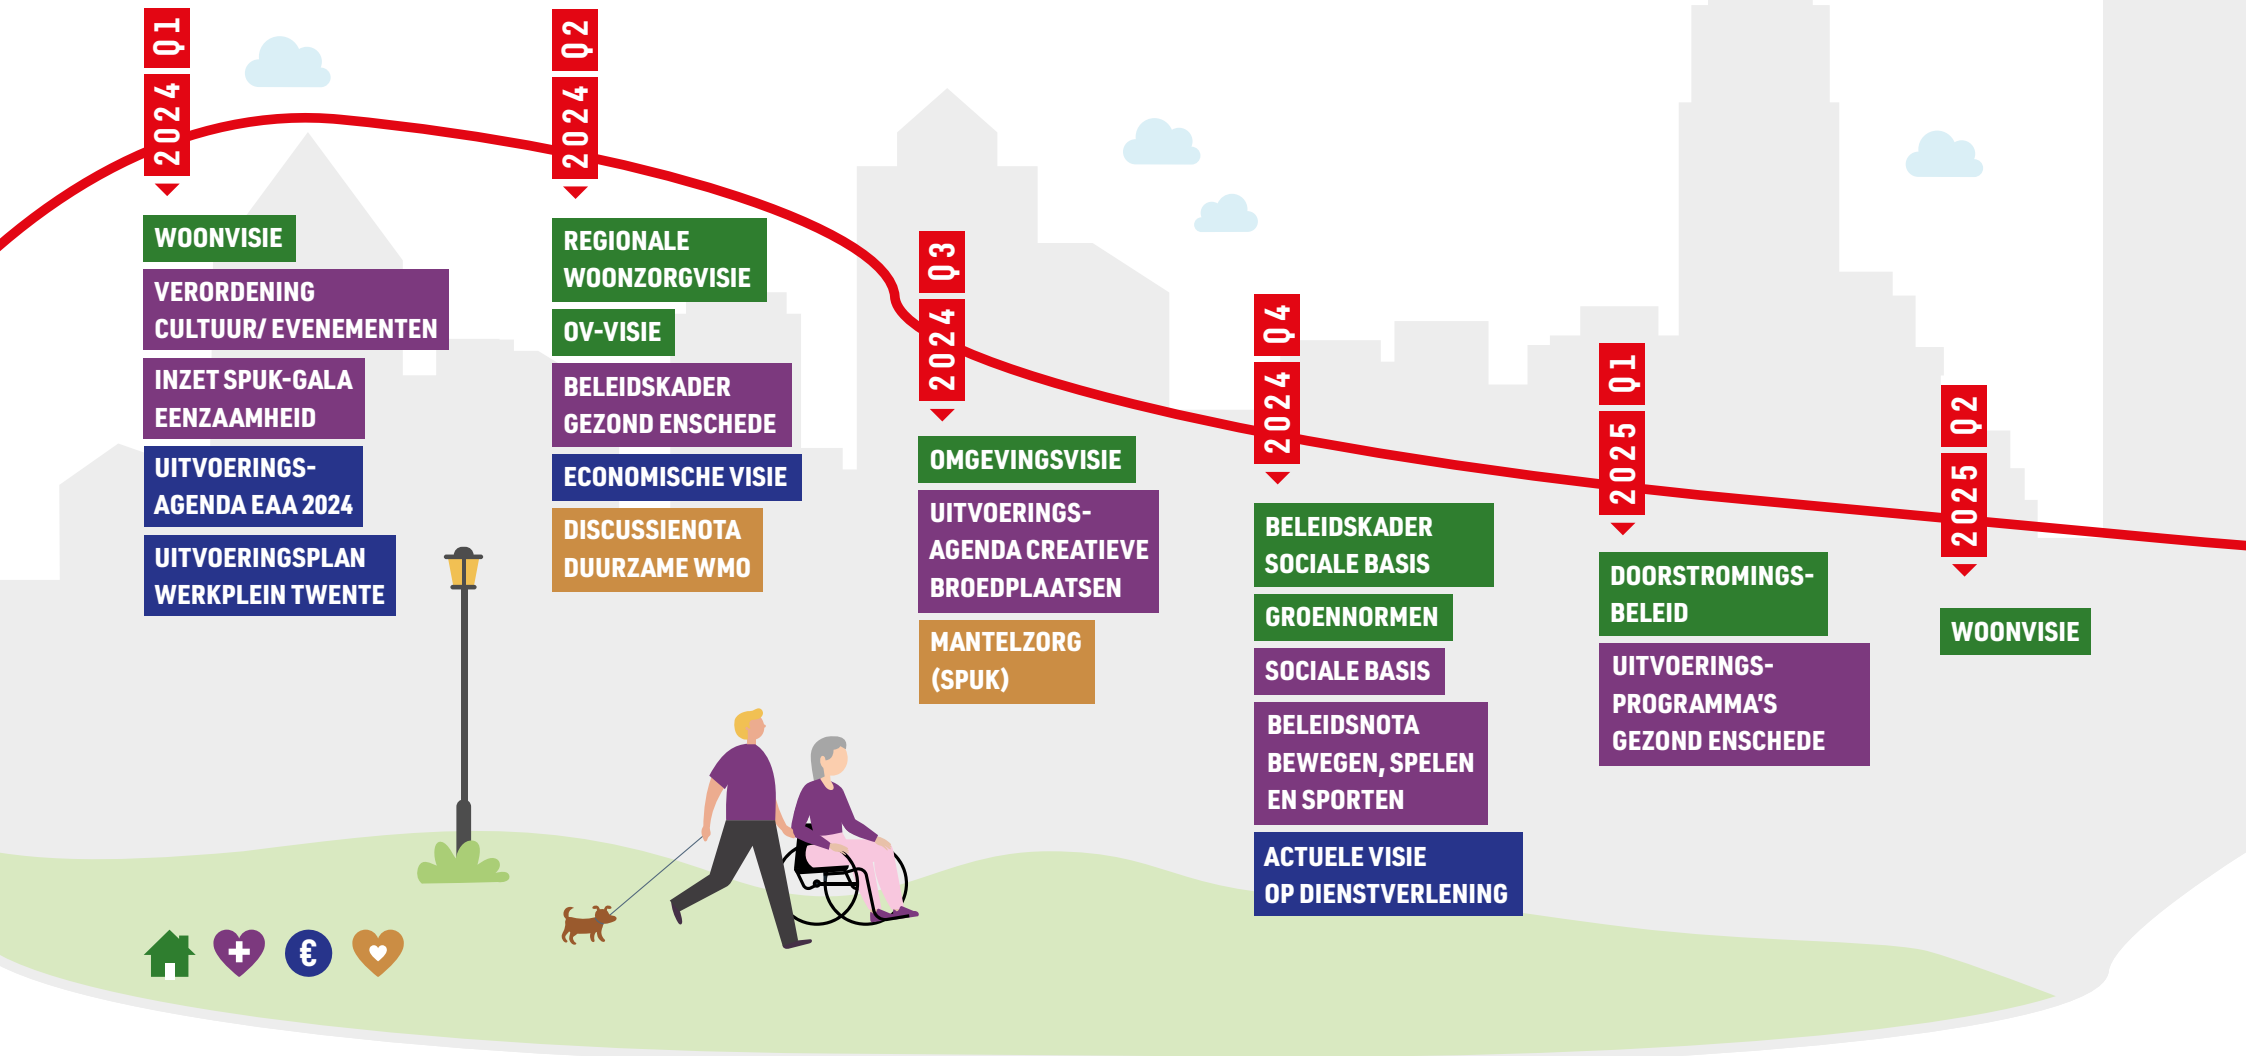 2024 Q1
WOONVISIE
VERORDENING
CULTUUR/ EVENEMENTEN
INZET SPUK-GALA
EENZAAMHEID
UITVOERINGS-
AGENDA EAA 2024
UITVOERINGSPLAN
WERKPLEIN TWENTE
2024 Q2
REGIONALE
WOONZORGVISIE
OV-VISIE
BELEIDSKADER
GEZOND ENSCHEDE
ECONOMISCHE VISIE
DISCUSSIENOTA
DUURZAME WMO
2024 Q3
OMGEVINGSVISIE
UITVOERINGS-
AGENDA CREATIEVE
BROEDPLAATSEN
MANTELZORG
(SPUK)
2024 Q4
BELEIDSKADER
SOCIALE BASIS
GROENNORMEN
SOCIALE BASIS
BELEIDSNOTA
BEWEGEN, SPELEN
EN SPORTEN
ACTUELE VISIE
OP DIENSTVERLENING
2025 Q1
DOORSTROMINGS-
BELEID
UITVOERINGS-
PROGRAMMA'S
GEZOND ENSCHEDE
2025 Q2
WOONVISIE
€